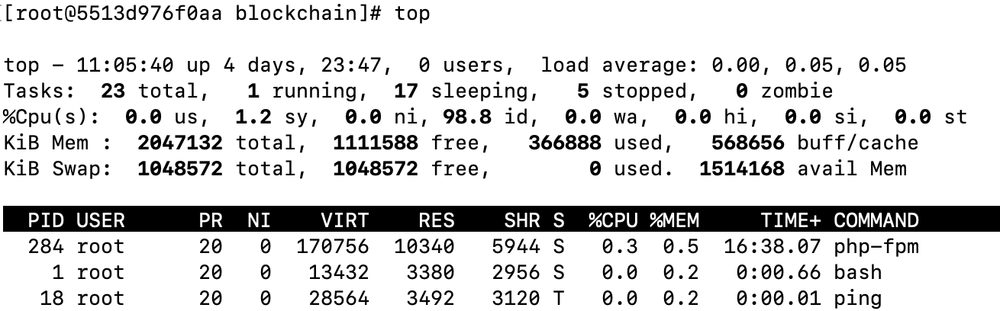 [root@5513d976f0aa blockchain]# top
top - 11:05:40 up 4 days, 23:47,  0 users,  load average: 0.00, 0.05, 0.05
Tasks:  23 total,   1 running,  17 sleeping,   5 stopped,   0 zombie
%Cpu(s):  0.0 us,  1.2 sy,  0.0 ni, 98.8 id,  0.0 wa,  0.0 hi,  0.0 si,  0.0 st
KiB Mem :  2047132 total,  1111588 free,   366888 used,   568656 buff/cache
KiB Swap:  1048572 total,  1048572 free,        0 used.  1514168 avail Mem
  PID USER      PR  NI    VIRT    RES    SHR S  %CPU %MEM     TIME+ COMMAND
  284 root      20   0  170756  10340   5944 S   0.3  0.5  16:38.07 php-fpm
    1 root      20   0   13432   3380   2956 S   0.0  0.2   0:00.66 bash
   18 root      20   0   28564   3492   3120 T   0.0  0.2   0:00.01 ping